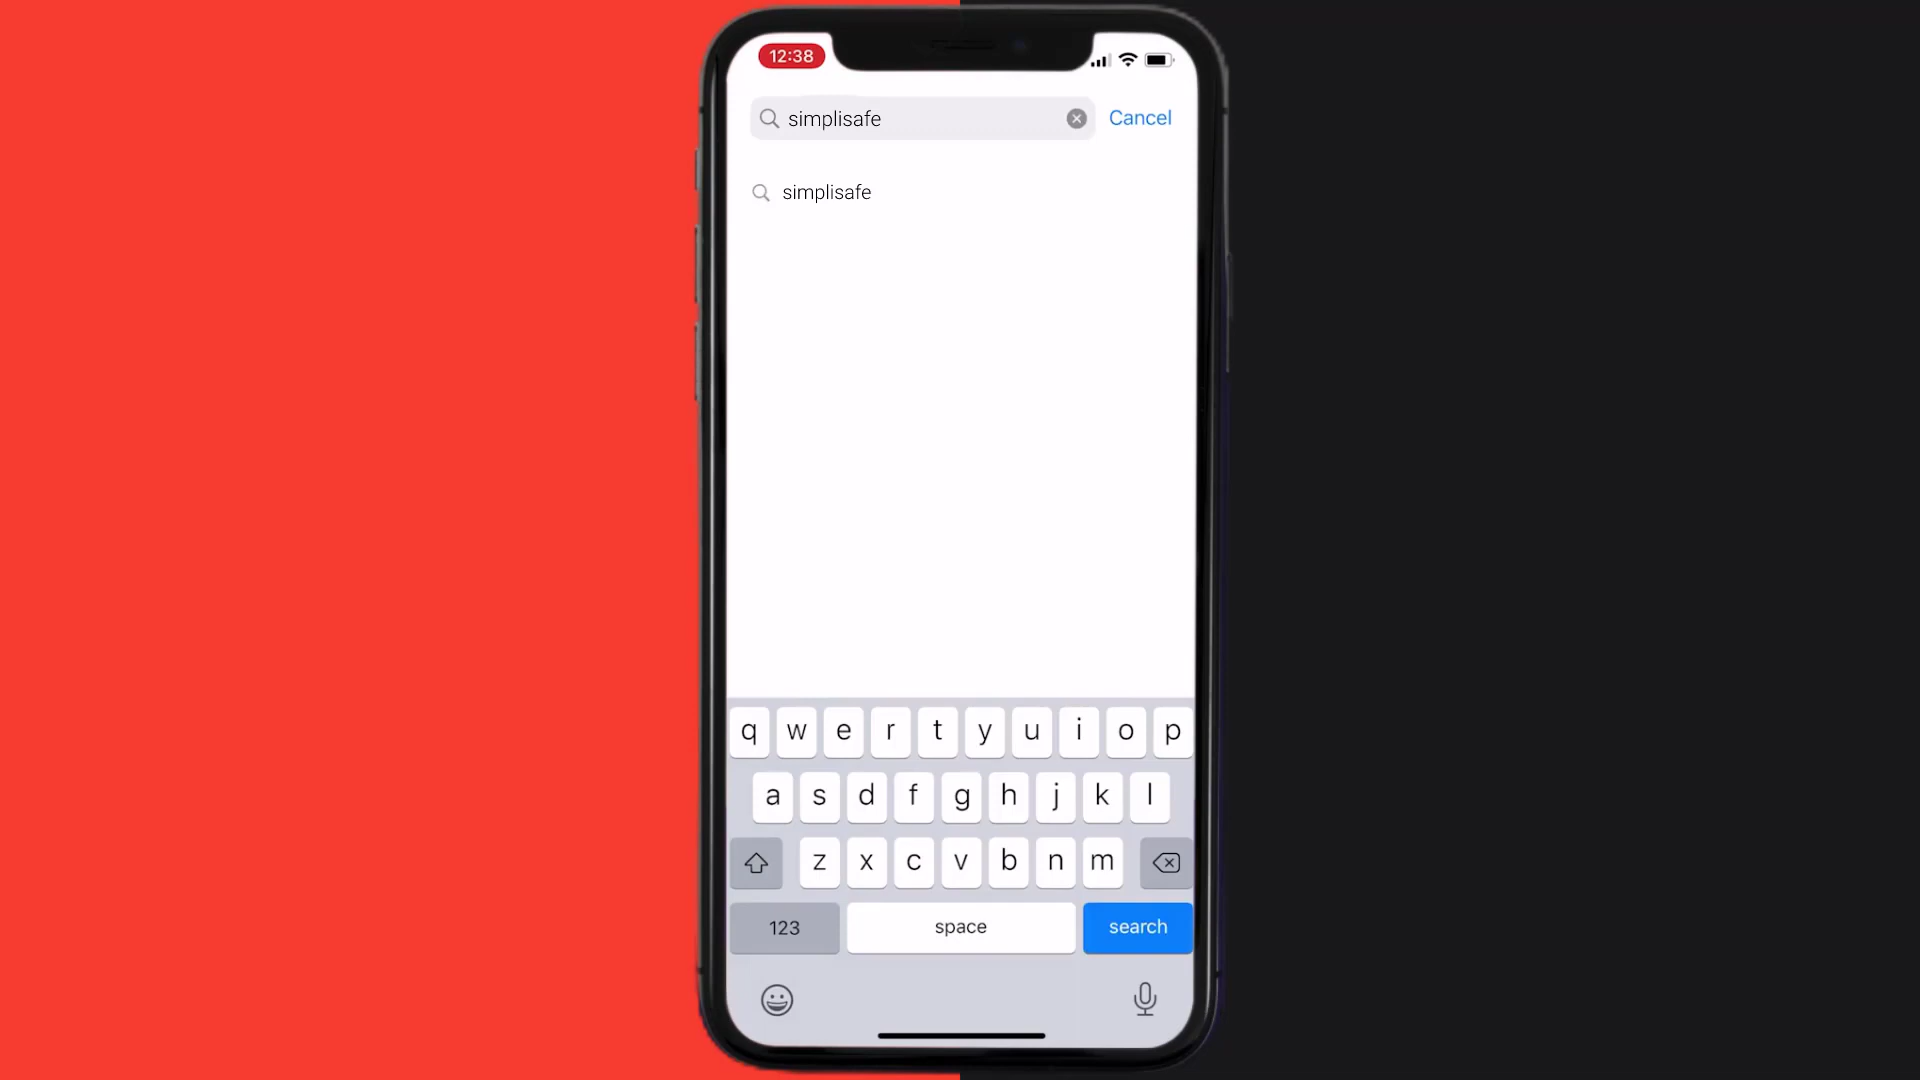 12:38
simplisafe
Cancel
simplisafe
q w e r t y u i o p
a s d f g h j k l
z x c v b n m
123 space search